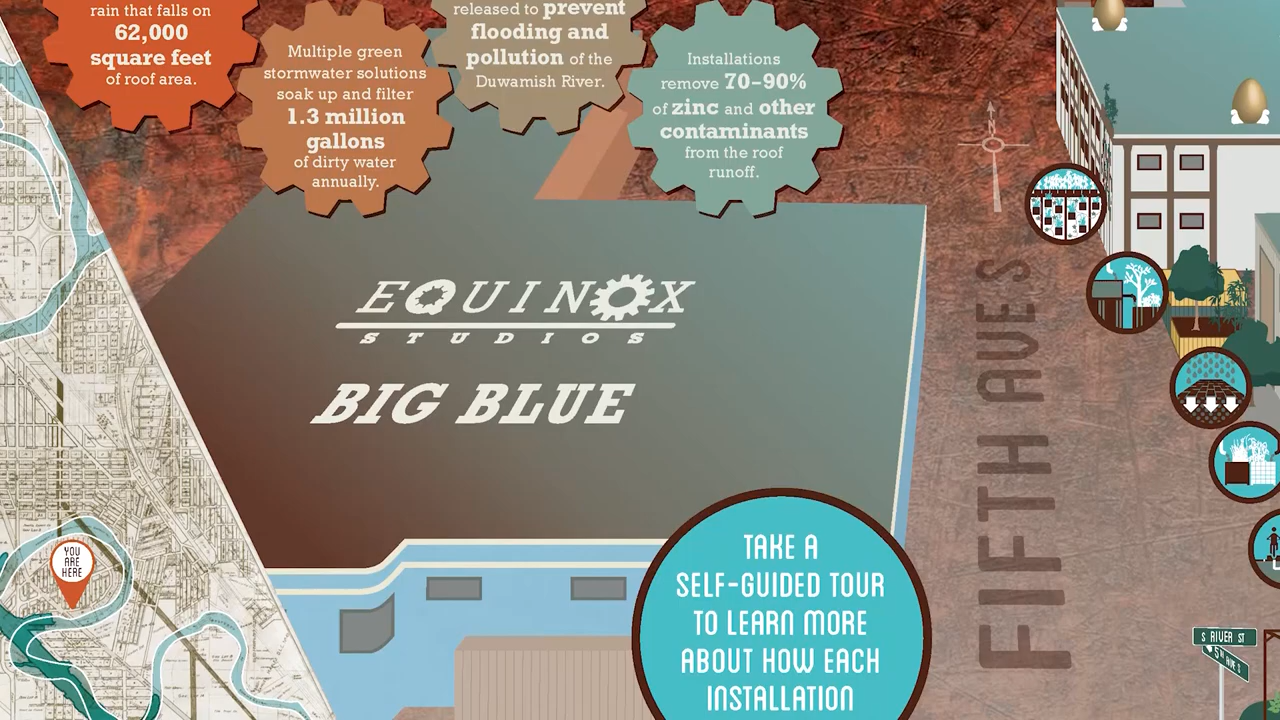 rain that falls on
62,000
square feet
of roof area.
Multiple green
stormwater solutions
soak up and filter
1.3 million
gallons
of dirty water
annually.
released to prevent
flooding and
pollution of the
Duwamish River.
Installations
remove 70–90%
of zinc and other
contaminants
from the roof
runoff.
N
EQUINOX
STUDIOS
BIG BLUE
FIFTH AVE S
YOU
ARE
HERE
TAKE A
SELF-GUIDED TOUR
TO LEARN MORE
ABOUT HOW EACH
INSTALLATION
S RIVER ST
5TH AVE S